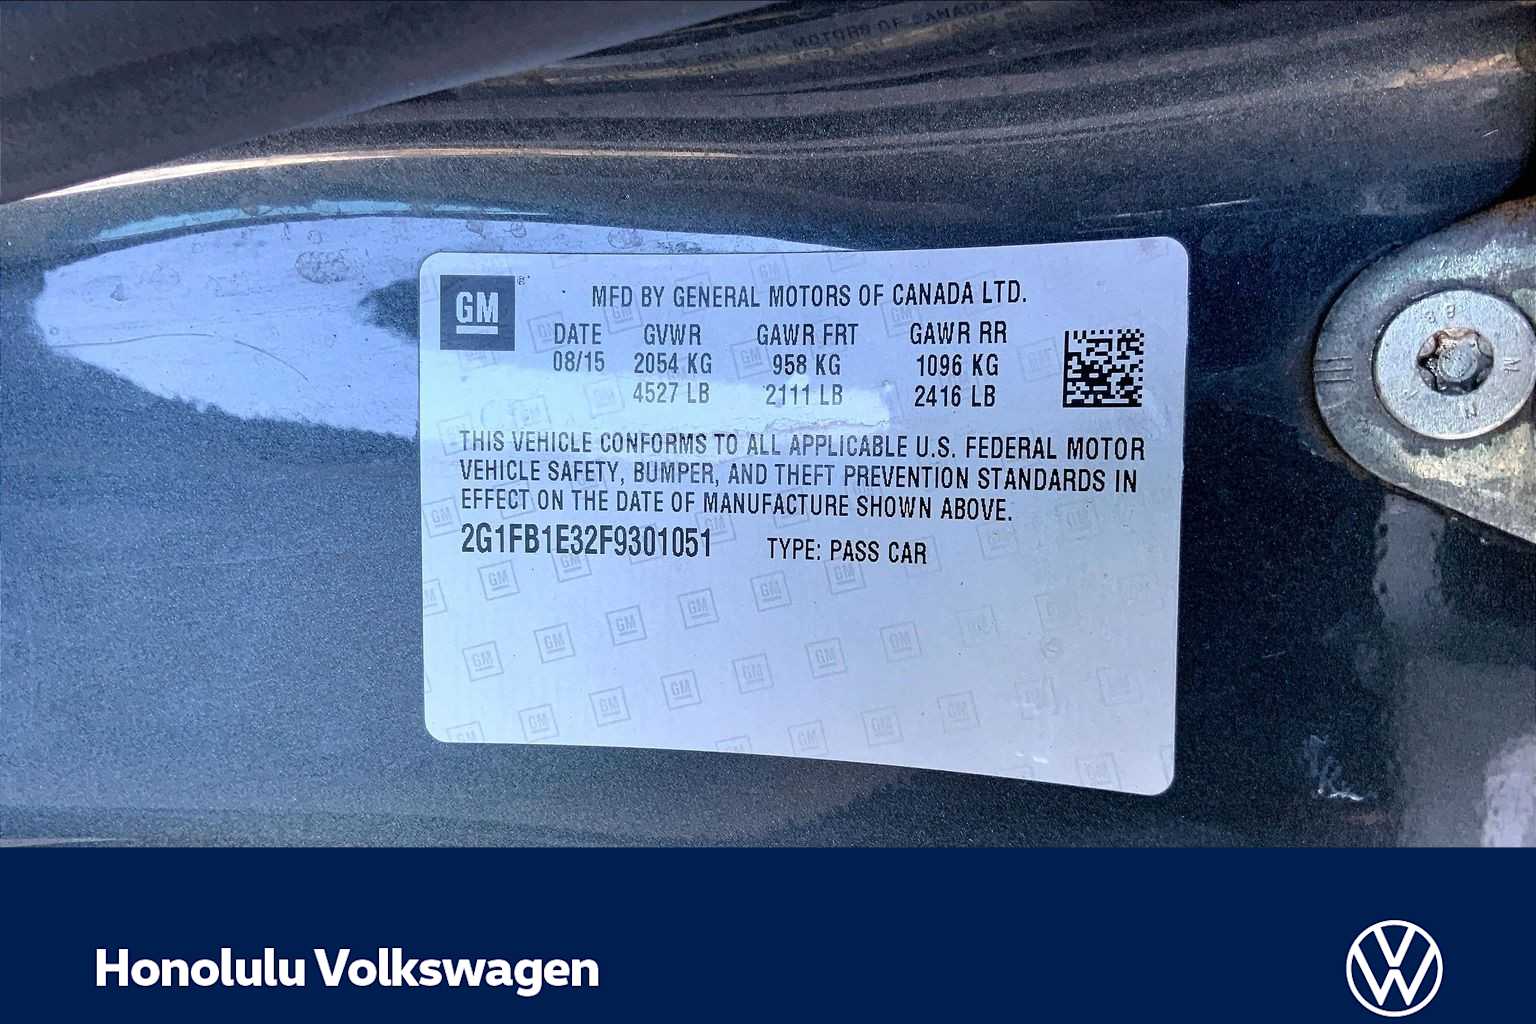 GM
MFD BY GENERAL MOTORS OF CANADA LTD.
DATE GVWR GAWR FRT GAWR RR
08/15 2054 KG 958 KG 1096 KG
4527 LB 2111 LB 2416 LB
THIS VEHICLE CONFORMS TO ALL APPLICABLE U.S. FEDERAL MOTOR
VEHICLE SAFETY, BUMPER, AND THEFT PREVENTION STANDARDS IN
EFFECT ON THE DATE OF MANUFACTURE SHOWN ABOVE.
2G1FB1E32F9301051 TYPE: PASS CAR
Honolulu Volkswagen